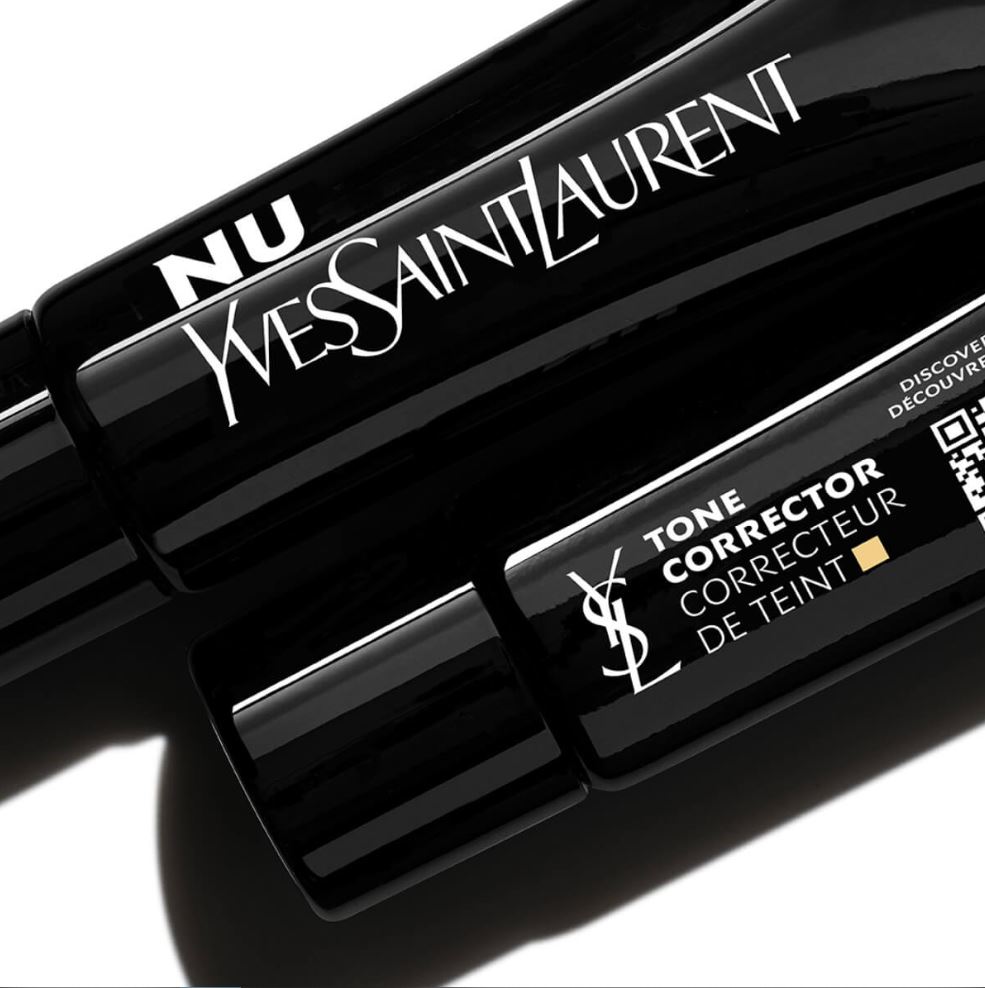 NU
YVESSAINTLAURENT
DISCOVER
DÉCOUVRE
TONE
CORRECTOR
CORRECTEUR
DE TEINT
YSL